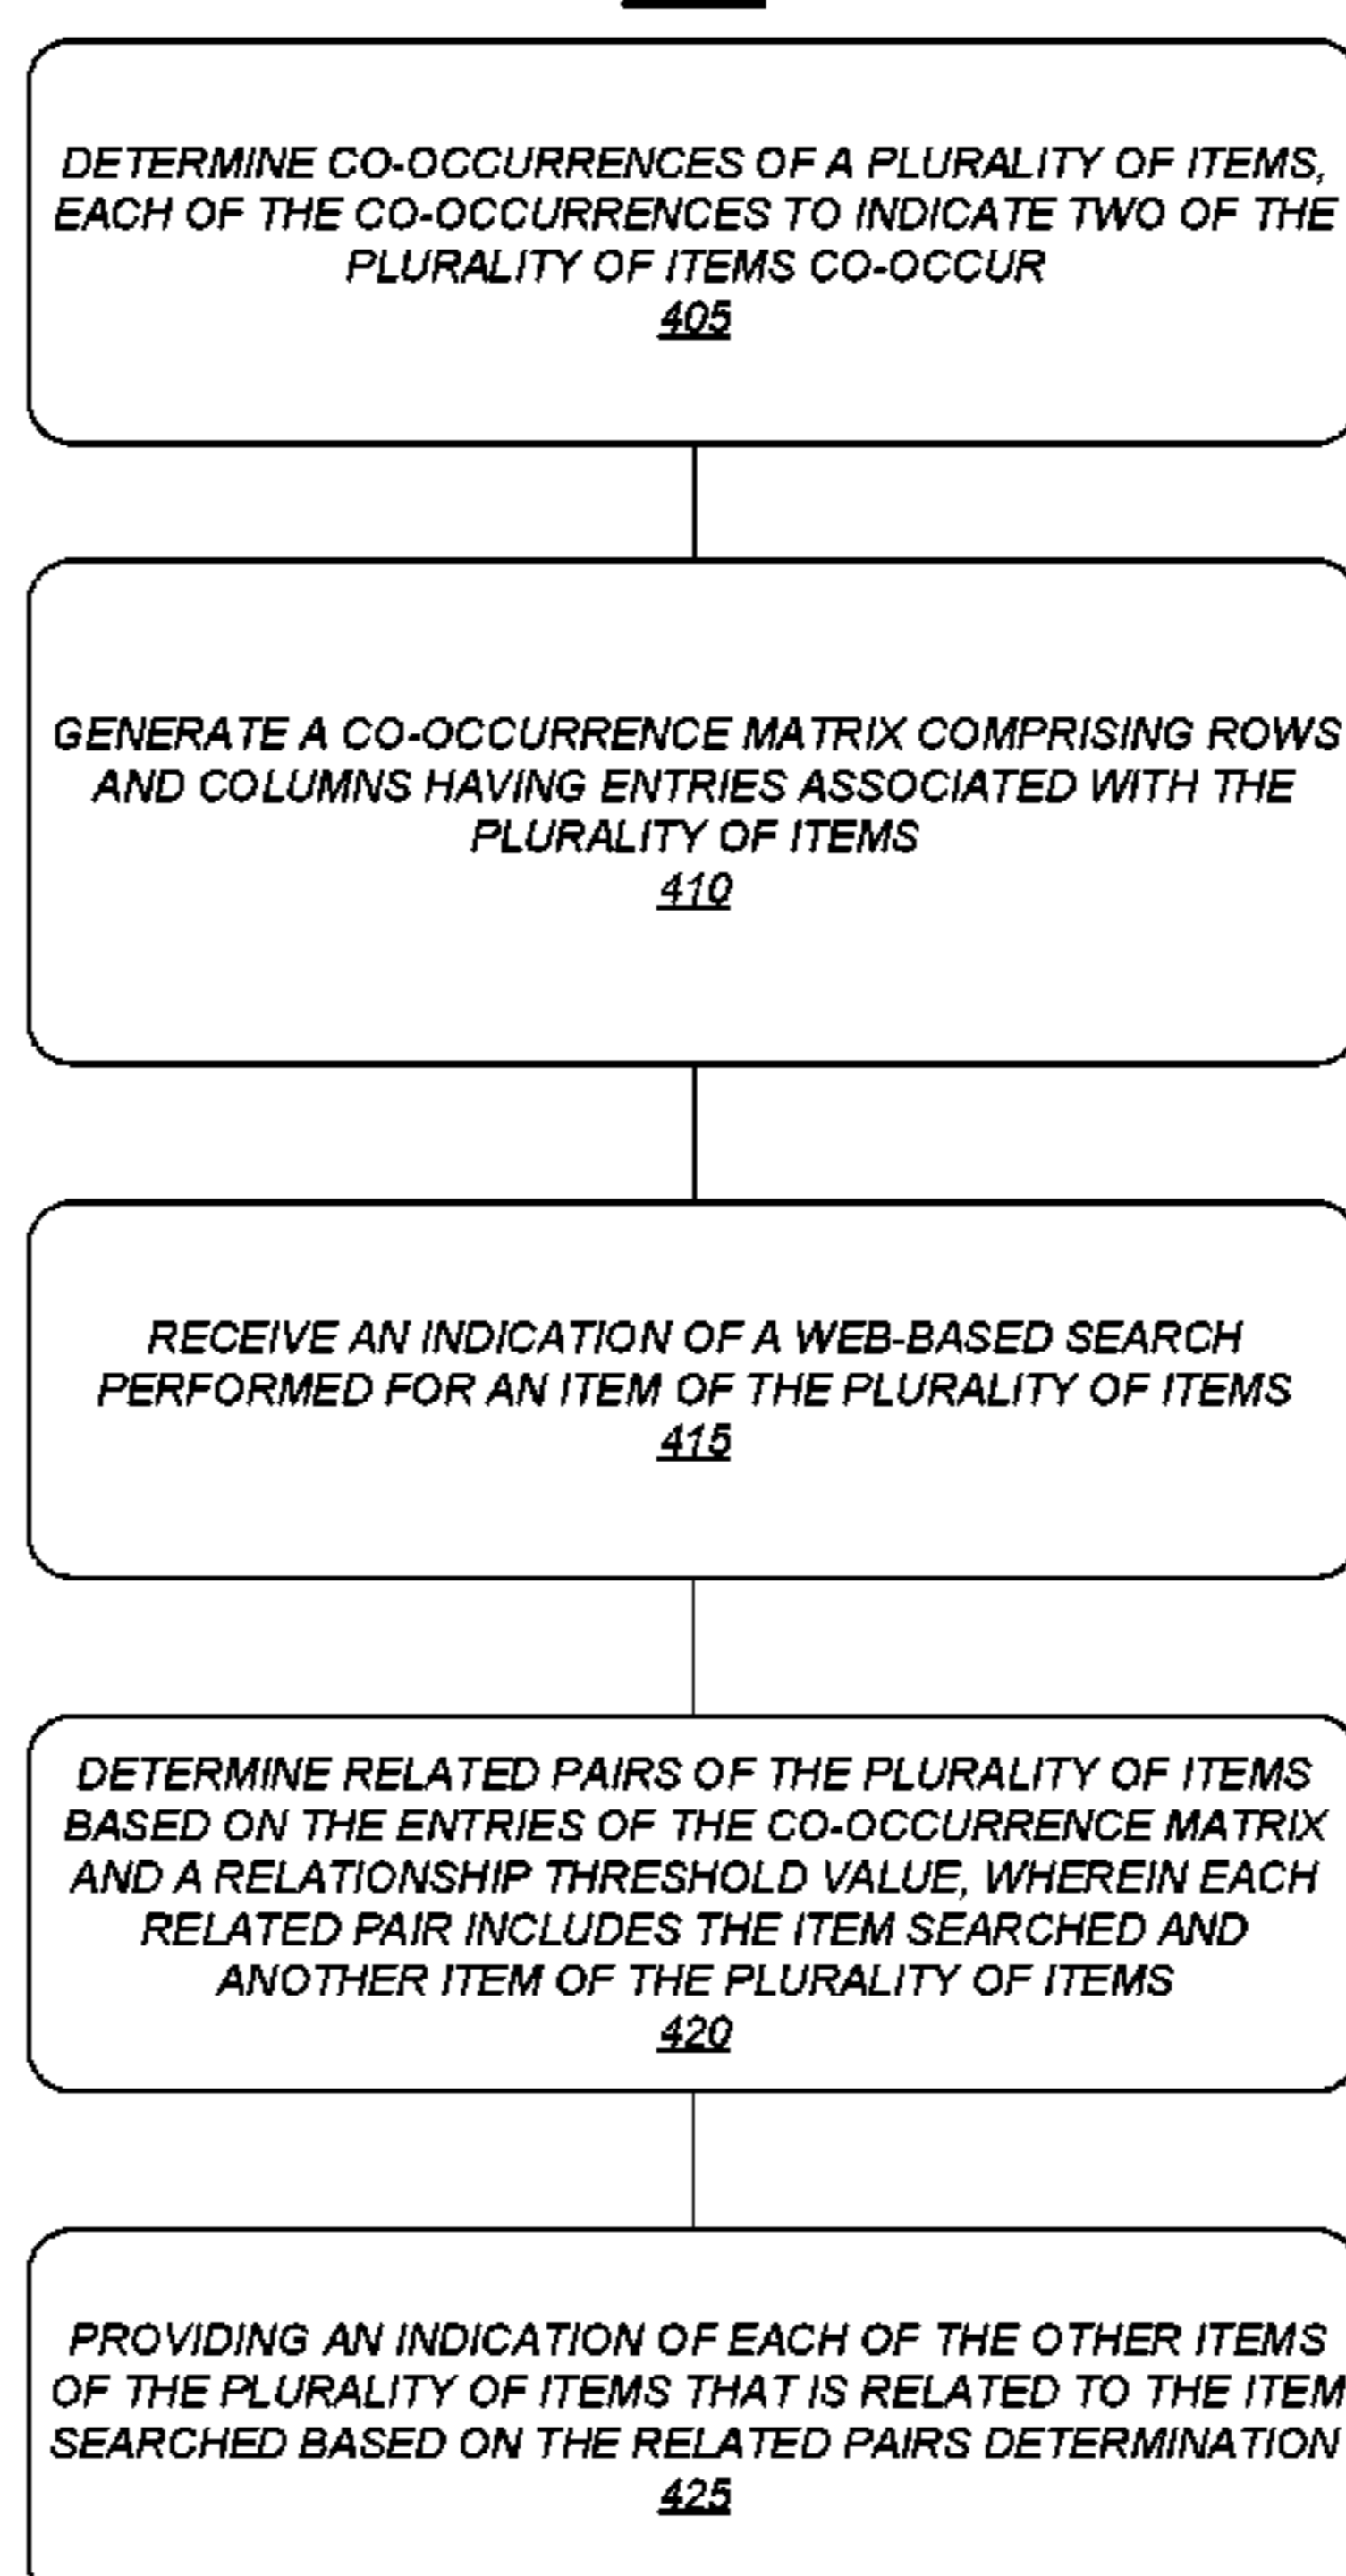 DETERMINE CO-OCCURRENCES OF A PLURALITY OF ITEMS,
EACH OF THE CO-OCCURRENCES TO INDICATE TWO OF THE
PLURALITY OF ITEMS CO-OCCUR
405
GENERATE A CO-OCCURRENCE MATRIX COMPRISING ROWS
AND COLUMNS HAVING ENTRIES ASSOCIATED WITH THE
PLURALITY OF ITEMS
410
RECEIVE AN INDICATION OF A WEB-BASED SEARCH
PERFORMED FOR AN ITEM OF THE PLURALITY OF ITEMS
415
DETERMINE RELATED PAIRS OF THE PLURALITY OF ITEMS
BASED ON THE ENTRIES OF THE CO-OCCURRENCE MATRIX
AND A RELATIONSHIP THRESHOLD VALUE, WHEREIN EACH
RELATED PAIR INCLUDES THE ITEM SEARCHED AND
ANOTHER ITEM OF THE PLURALITY OF ITEMS
420
PROVIDING AN INDICATION OF EACH OF THE OTHER ITEMS
OF THE PLURALITY OF ITEMS THAT IS RELATED TO THE ITEM
SEARCHED BASED ON THE RELATED PAIRS DETERMINATION
425